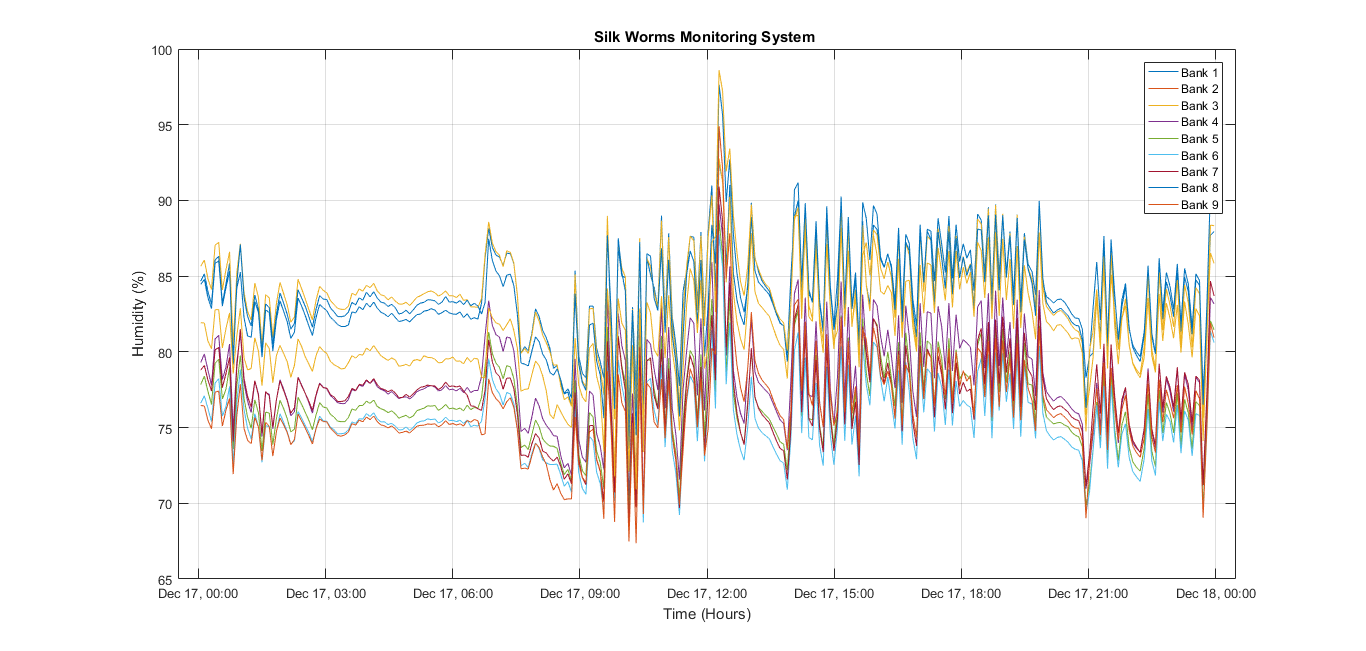 Silk Worms Monitoring System
100
95
90
85
80
75
70
65
Humidity (%)
Bank 1
Bank 2
Bank 3
Bank 4
Bank 5
Bank 6
Bank 7
Bank 8
Bank 9
Dec 17, 00:00
Dec 17, 03:00
Dec 17, 06:00
Dec 17, 09:00
Dec 17, 12:00
Dec 17, 15:00
Dec 17, 18:00
Dec 17, 21:00
Dec 18, 00:00
Time (Hours)